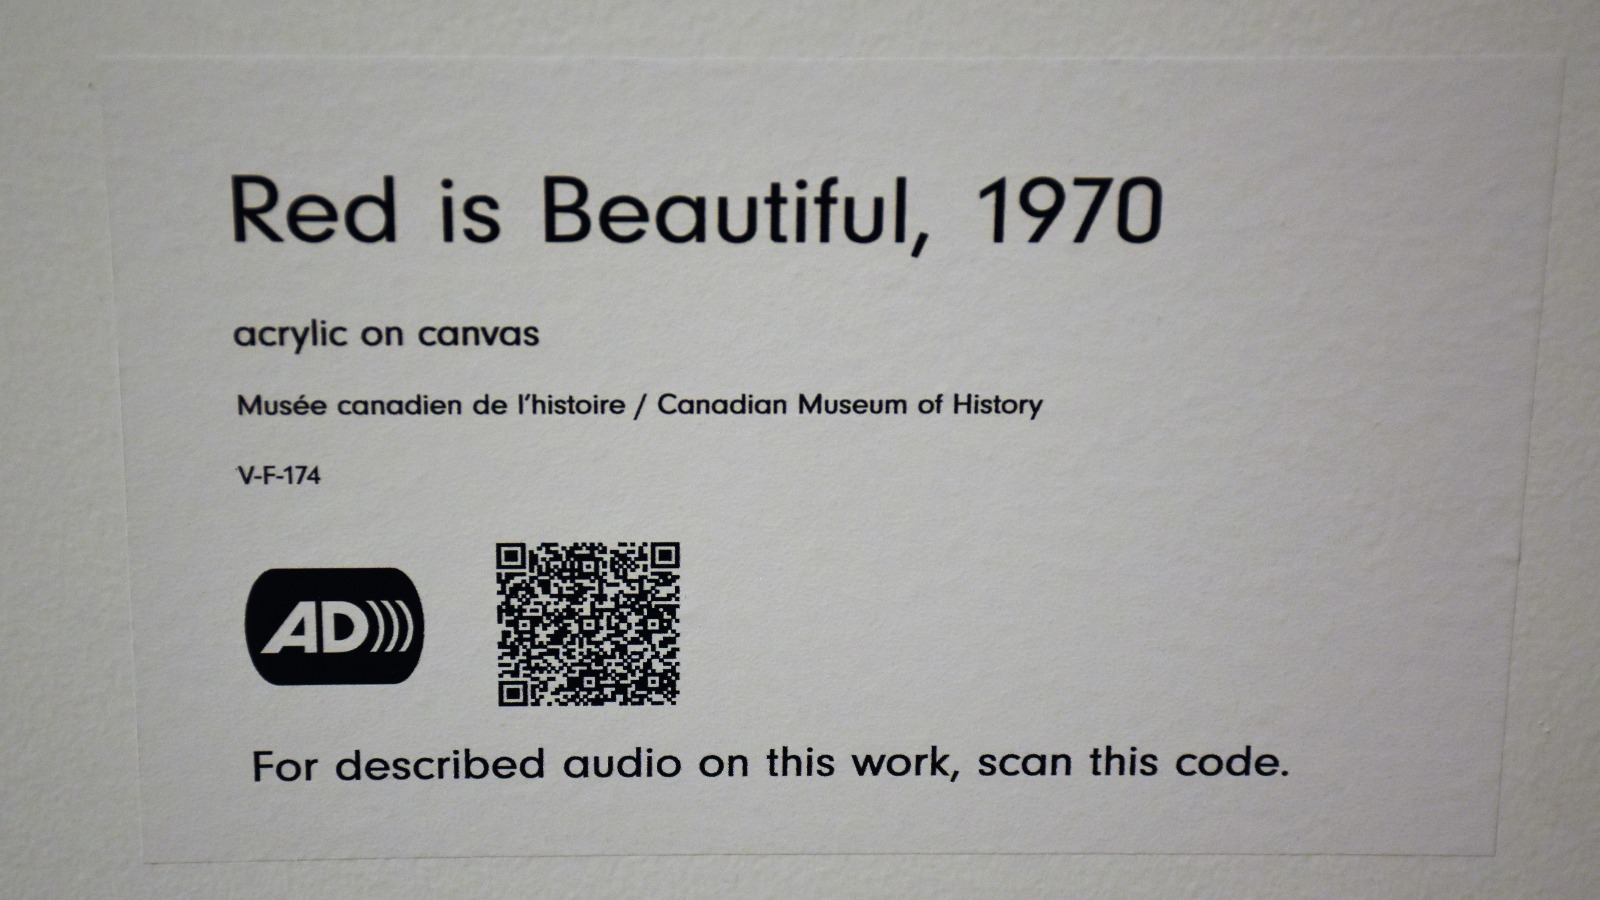 Red is Beautiful, 1970
acrylic on canvas
Musée canadien de l'histoire / Canadian Museum of History
V-F-174
AD
For described audio on this work, scan this code.